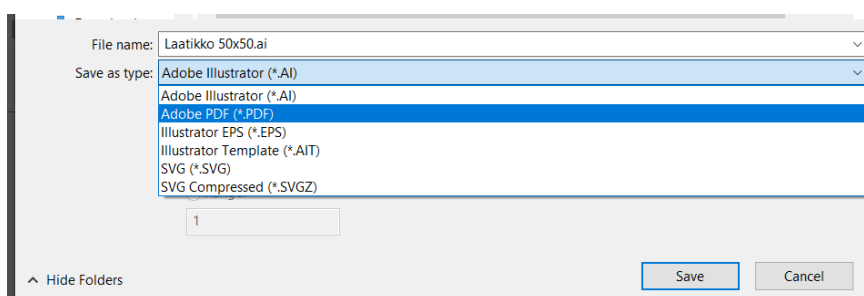 File name: Laatikko 50x50.ai
Save as type: Adobe Illustrator (*.AI)
Adobe Illustrator (*.AI)
Adobe PDF (*.PDF)
Illustrator EPS (*.EPS)
Illustrator Template (*.AIT)
SVG (*.SVG)
SVG Compressed (*.SVGZ)
1
Hide Folders
Save
Cancel